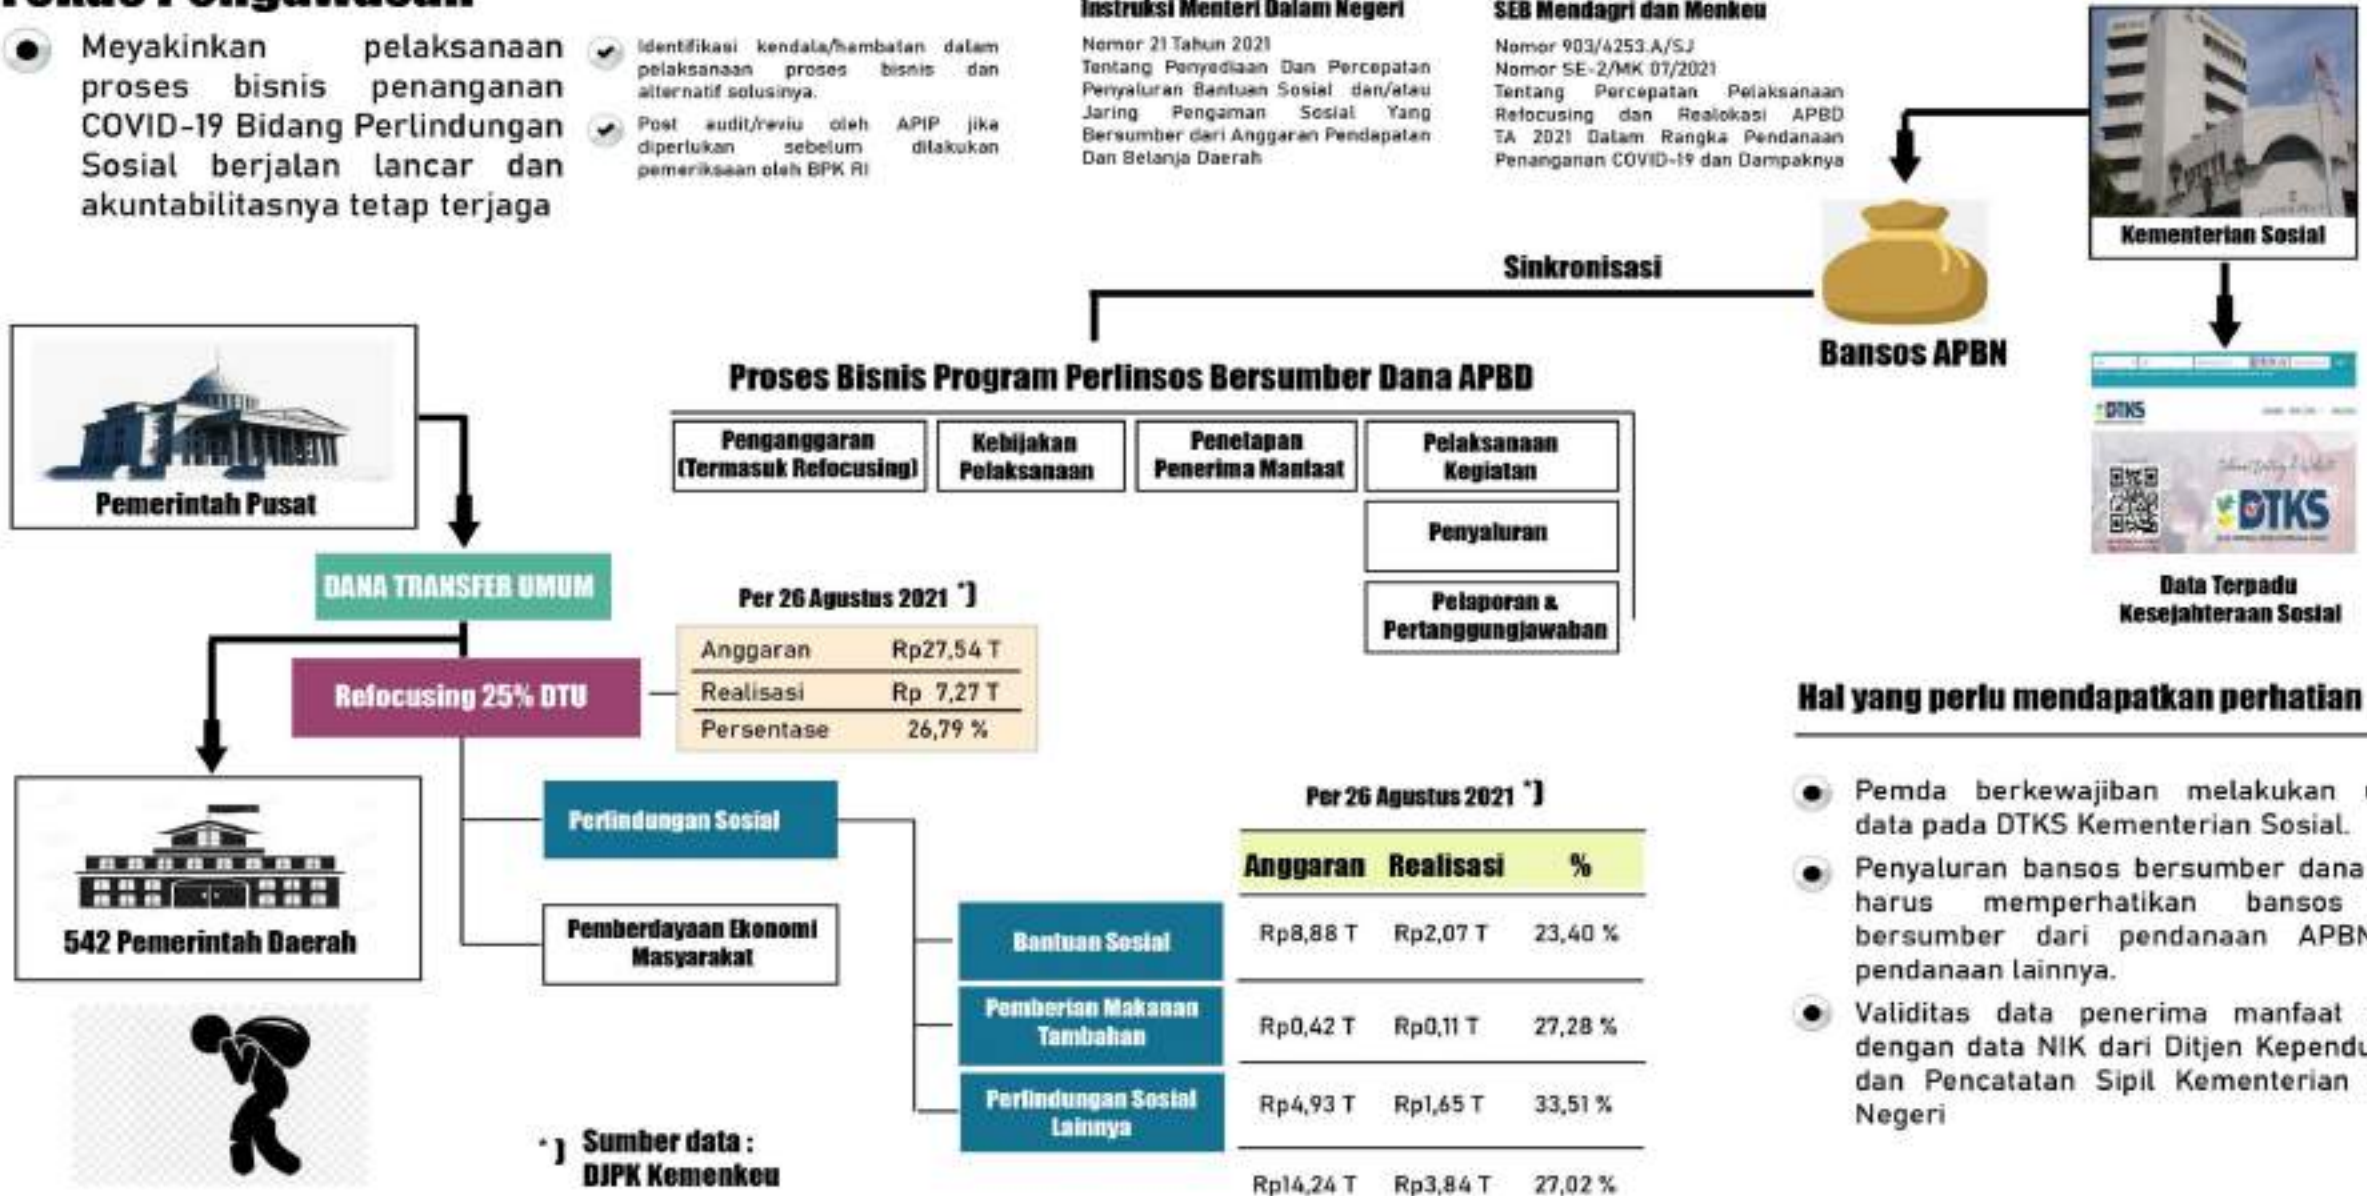 Fokus Pengawasan
Meyakinkan pelaksanaan
proses bisnis penanganan
COVID-19 Bidang Perlindungan
Sosial berjalan lancar dan
akuntabilitasnya tetap terjaga
Identifikasi kendala/hambatan dalam
pelaksanaan proses bisnis dan
alternatif solusinya.
Post audit/reviu oleh APIP jika
diperlukan sebelum dilakukan
pemeriksaan oleh BPK RI
Instruksi Menteri Dalam Negeri
Nomor 21 Tahun 2021
Tentang Penyediaan Dan Percepatan
Penyaluran Bantuan Sosial dan/atau
Jaring Pengaman Sosial Yang
Bersumber dari Anggaran Pendapatan
Dan Belanja Daerah
SEB Mendagri dan Menkeu
Nomor 903/4253.A/SJ
Nomor SE-2/MK 07/2021
Tentang Percepatan Pelaksanaan
Refocusing dan Realokasi APBD
TA 2021 Dalam Rangka Pendanaan
Penanganan COVID-19 dan Dampaknya
Kementerian Sosial
Sinkronisasi
Bansos APBN
DTKS
DTKS
Data Terpadu
Kesejahteraan Sosial
Pemerintah Pusat
Proses Bisnis Program Perlinsos Bersumber Dana APBD
Penganggaran
(Termasuk Refocusing)
Kebijakan
Pelaksanaan
Penetapan
Penerima Manfaat
Pelaksanaan
Kegiatan
Penyaluran
Pelaporan &
Pertanggungjawaban
DANA TRANSFER UMUM
Refocusing 25% DTU
Per 26 Agustus 2021 *)
Anggaran Rp27,54 T
Realisasi Rp 7,27 T
Persentase 26,79 %
542 Pemerintah Daerah
Perlindungan Sosial
Pemberdayaan Ekonomi
Masyarakat
Per 26 Agustus 2021 *)
Anggaran Realisasi %
Bantuan Sosial Rp8,88 T Rp2,07 T 23,40 %
Pemberian Makanan
Tambahan Rp0,42 T Rp0,11 T 27,28 %
Perlindungan Sosial
Lainnya Rp4,93 T Rp1,65 T 33,51 %
Rp14,24 T Rp3,84 T 27,02 %
*) Sumber data :
DJPK Kemenkeu
Hal yang perlu mendapatkan perhatian
Pemda berkewajiban melakukan
data pada DTKS Kementerian Sosial.
Penyaluran bansos bersumber dana
harus memperhatikan bansos
bersumber dari pendanaan APBN
pendanaan lainnya.
Validitas data penerima manfaat
dengan data NIK dari Ditjen Kependu
dan Pencatatan Sipil Kementerian
Negeri